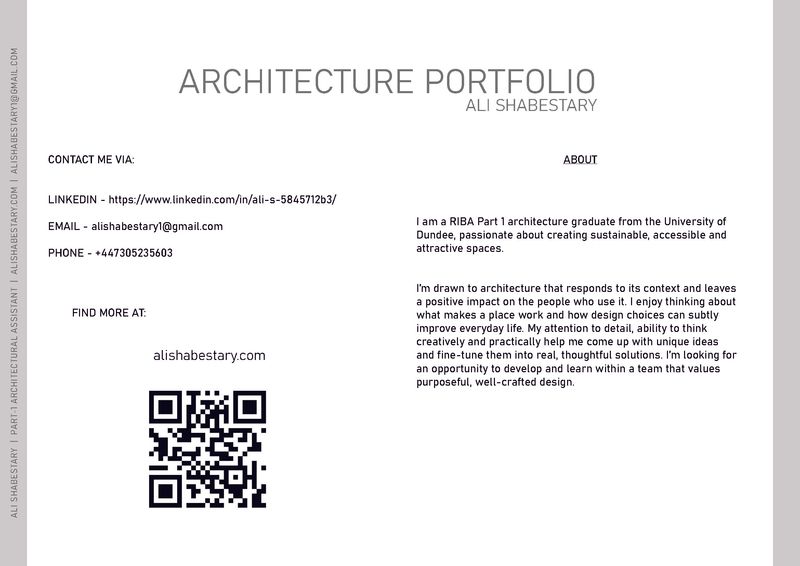 ARCHITECTURE PORTFOLIO
ALI SHABESTARY
CONTACT ME VIA:
LINKEDIN - https://www.linkedin.com/in/ali-s-5845712b3/
EMAIL - alishabestary1@gmail.com
PHONE - +447305235603
FIND MORE AT:
alishabestary.com
ABOUT
I am a RIBA Part 1 architecture graduate from the University of
Dundee, passionate about creating sustainable, accessible and
attractive spaces.
I'm drawn to architecture that responds to its context and leaves
a positive impact on the people who use it. I enjoy thinking about
what makes a place work and how design choices can subtly
improve everyday life. My attention to detail, ability to think
creatively and practically help me come up with unique ideas
and fine-tune them into real, thoughtful solutions. I'm looking for
an opportunity to develop and learn within a team that values
purposeful, well-crafted design.
ALI SHABESTARY | PART-1 ARCHITECTURAL ASSISTANT | ALISHABESTARY.COM | ALISHABESTARY1@GMAIL.COM